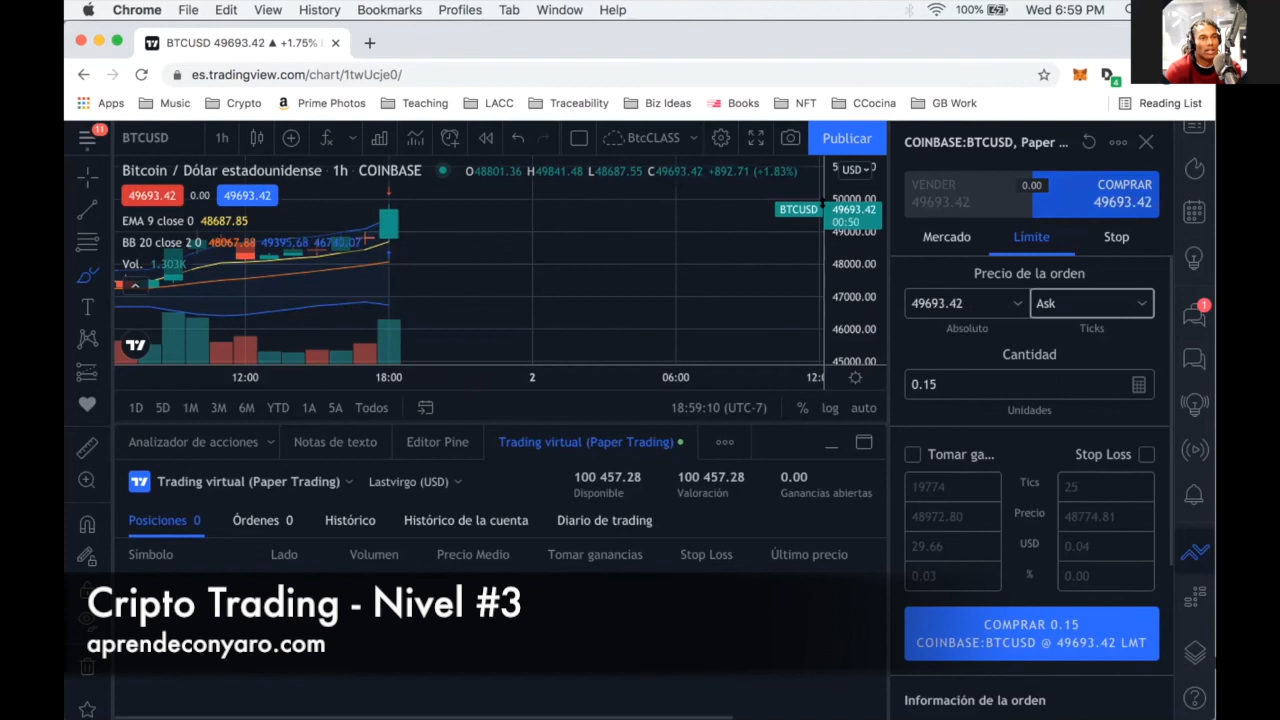 Chrome File Edit View History Bookmarks Profiles Tab Window Help 100% Wed 6:59 PM
BTCUSD 49693.42 ▲ +1.75%
es.tradingview.com/chart/1twUcje0/
4
Apps Music Crypto Prime Photos Teaching LACC Traceability Biz Ideas Books NFT CCocina GB Work Reading List
11
BTCUSD 1h BtcCLASS Publicar
COINBASE:BTCUSD, Paper ...
Bitcoin / Dólar estadounidense · 1h · COINBASE O48801.36 H49841.48 L48687.55 C49693.42 +892.71 (+1.83%)
USD
49693.42 0.00 49693.42
EMA 9 close 0 48687.85
BB 20 close 2 0 48067.88 49395.68 46740.07
Vol. 1.303K
50000.00
BTCUSD 49693.42
00:50
49000.00
48000.00
47000.00
46000.00
45000.00
12:00 18:00 2 06:00
1D 5D 1M 3M 6M YTD 1A 5A Todos 18:59:10 (UTC-7) % log auto
VENDER 0.00 COMPRAR
49693.42 49693.42
Mercado Límite Stop
Precio de la orden
49693.42 Ask
Absoluto Ticks
Cantidad
0.15
Unidades
1
Tomar ga... Stop Loss
19774 Tics 25
48972.80 Precio 48774.81
29.66 USD 0.04
0.03 % 0.00
COMPRAR 0.15
COINBASE:BTCUSD @ 49693.42 LMT
Información de la orden
Analizador de acciones Notas de texto Editor Pine Trading virtual (Paper Trading)
Trading virtual (Paper Trading) Lastvirgo (USD) 100 457.28 100 457.28 0.00
Disponible Valoración Ganancias abiertas
Posiciones 0 Órdenes 0 Histórico Histórico de la cuenta Diario de trading
Símbolo Lado Volumen Precio Medio Tomar ganancias Stop Loss Último precio
Cripto Trading - Nivel #3
aprendeconyaro.com